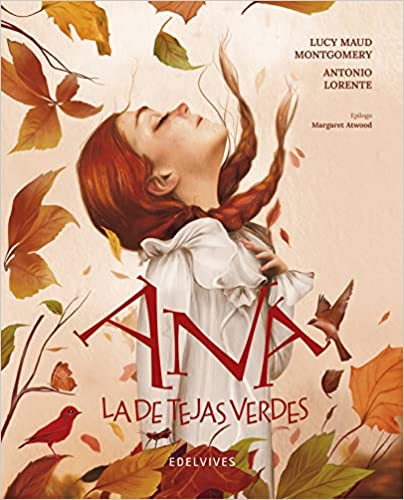 LUCY MAUD
MONTGOMERY
ANTONIO
LORENTE
Epílogo
Margaret Atwood
ANA
LA DE TEJAS VERDES
EDELVIVES